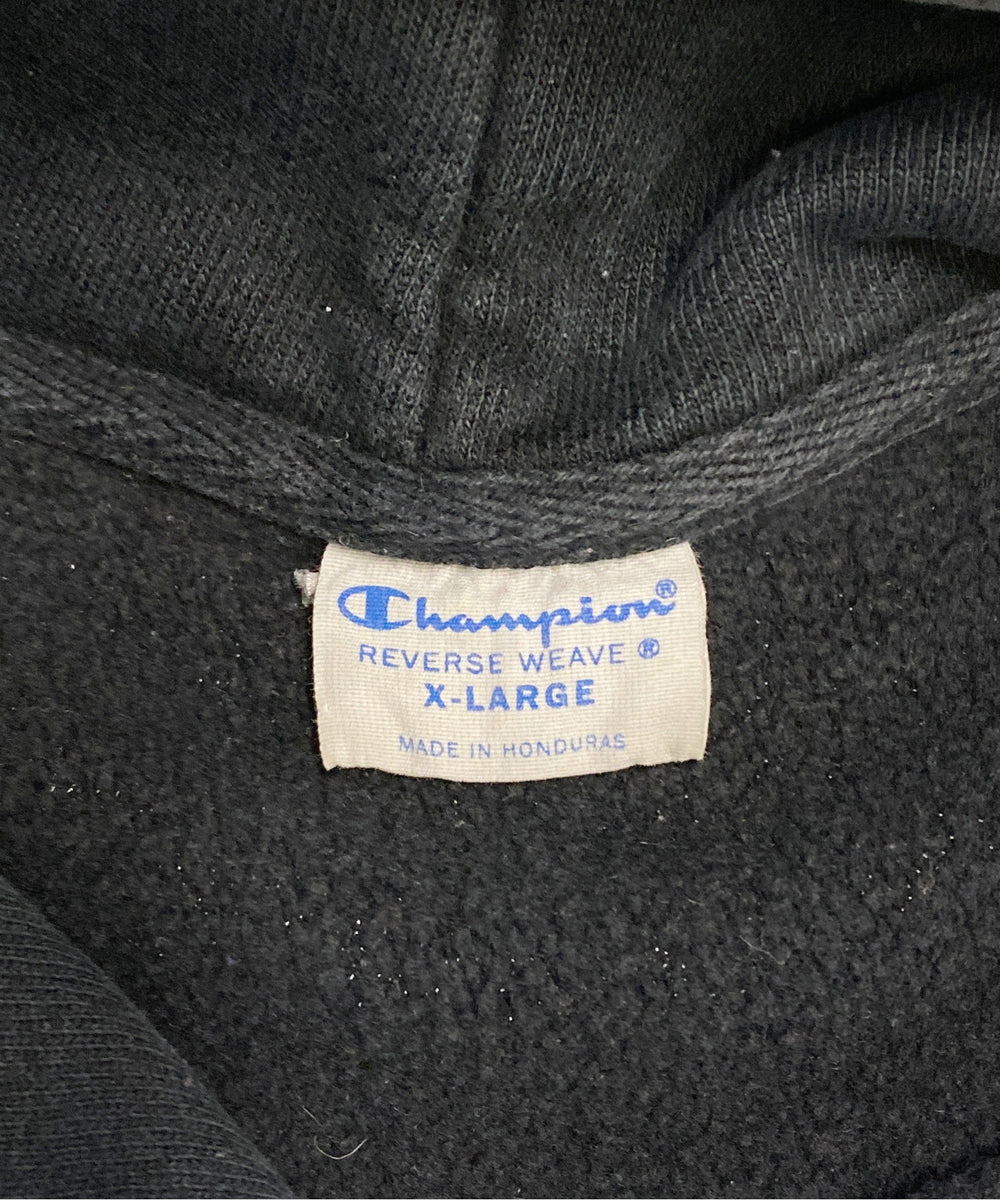 Champion®
REVERSE WEAVE ®
X-LARGE
MADE IN HONDURAS